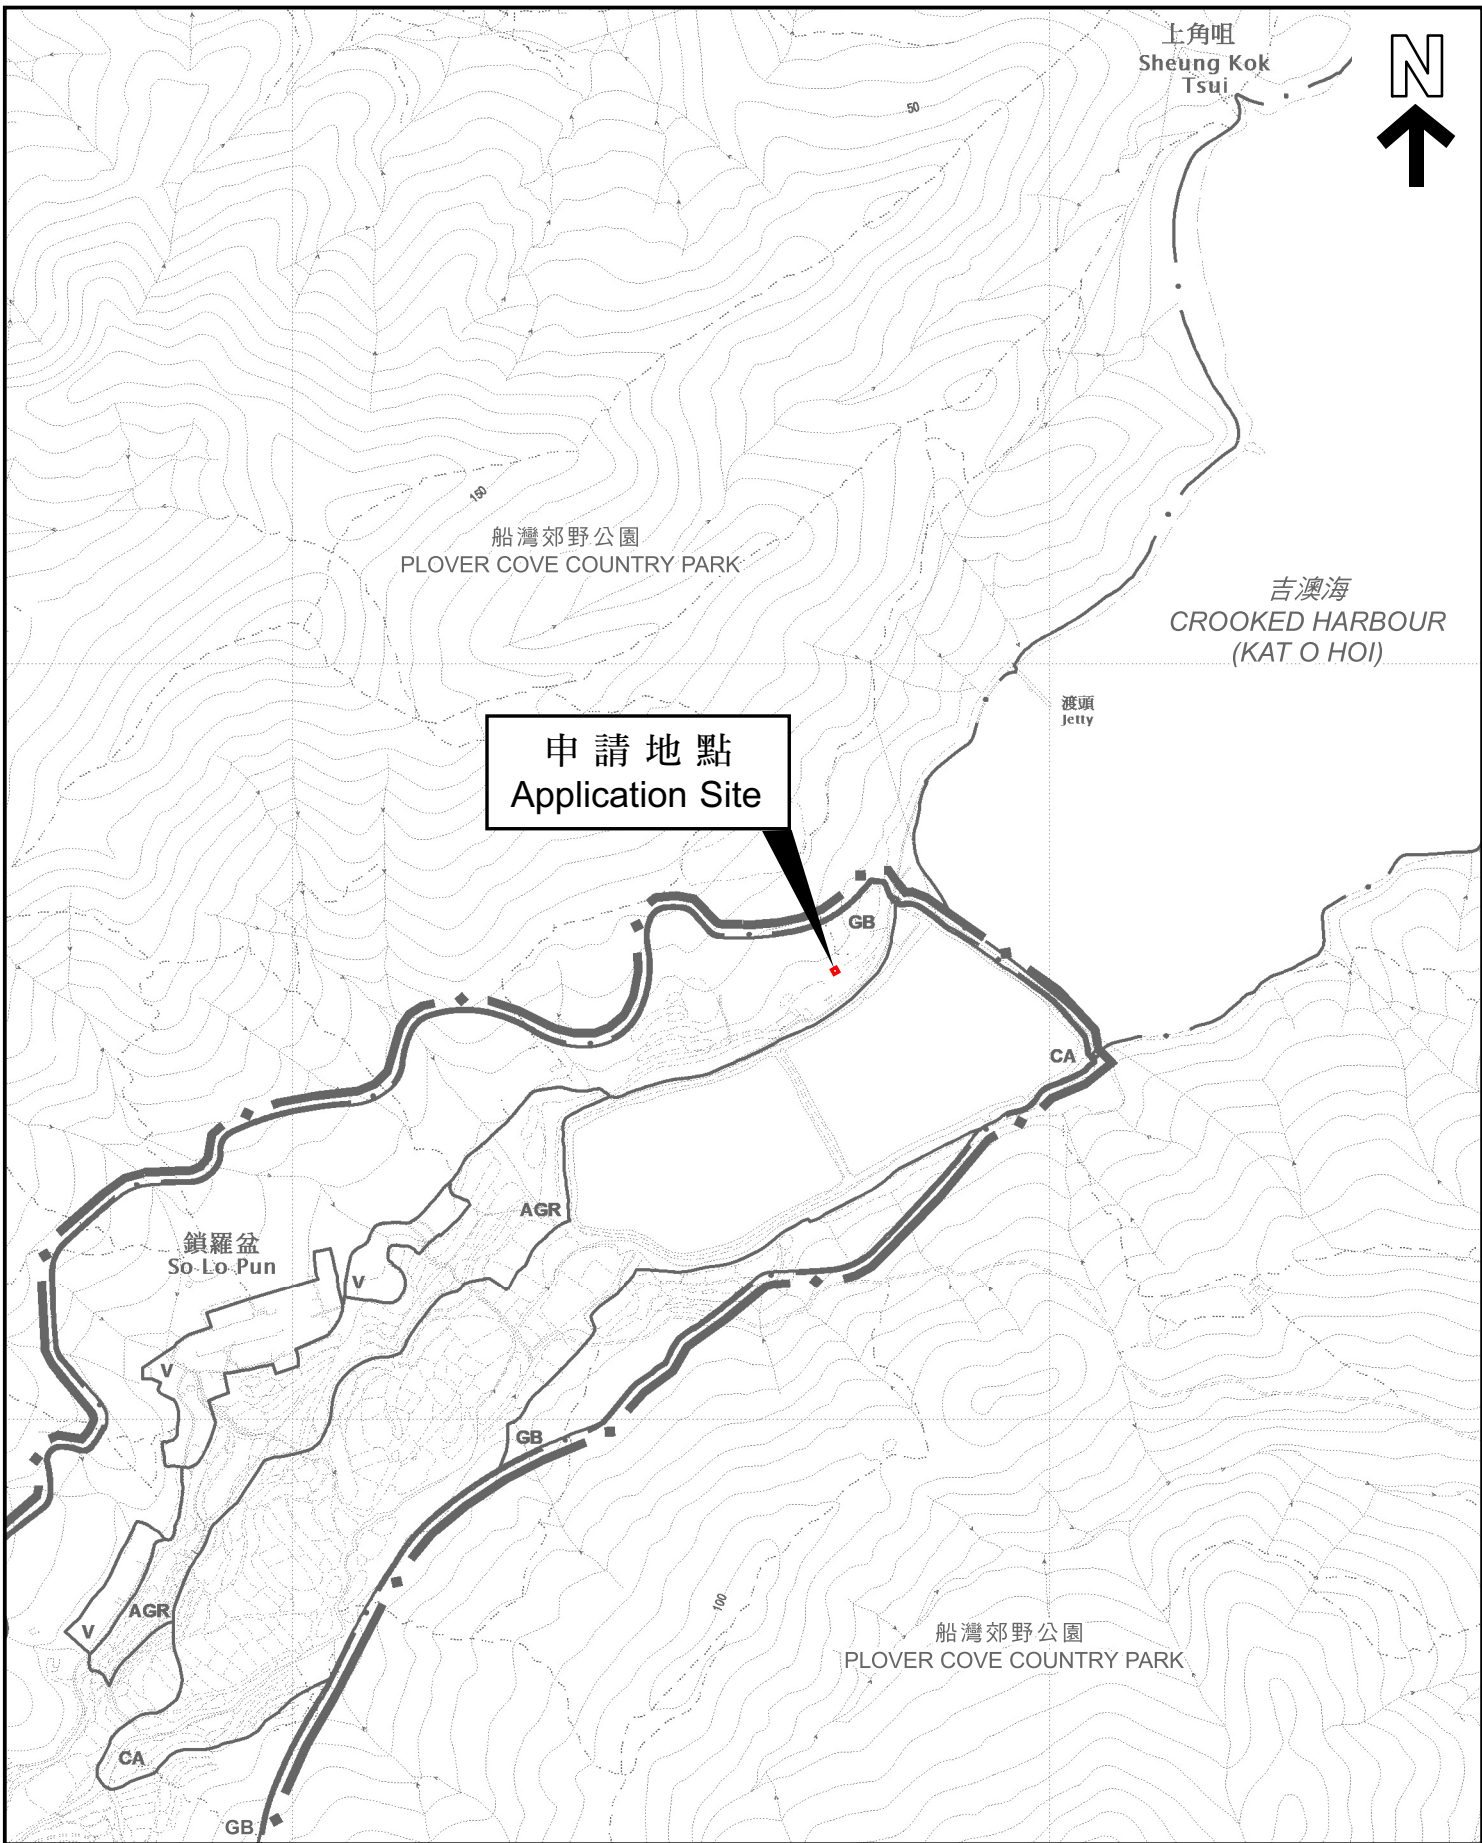 上角咀
Sheung Kok
Tsui
N
50
150
船灣郊野公園
PLOVER COVE COUNTRY PARK
吉澳海
CROOKED HARBOUR
(KAT O HOI)
渡頭
Jetty
申請地點
Application Site
GB
CA
AGR
鎖羅盆
So Lo Pun
V
V
GB
100
AGR
V
船灣郊野公園
PLOVER COVE COUNTRY PARK
CA
GB